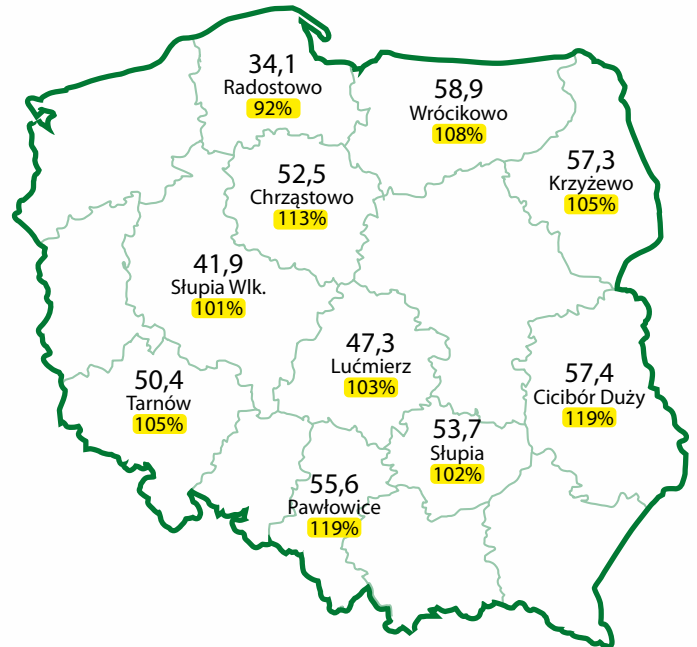 34,1
Radostowo
92%
58,9
Wrócikowo
108%
57,3
Krzyżewo
105%
52,5
Chrząstowo
113%
41,9
Słupia Wlk.
101%
47,3
Lućmierz
103%
50,4
Tarnów
105%
57,4
Cicibór Duży
119%
53,7
Słupia
102%
55,6
Pawłowice
119%